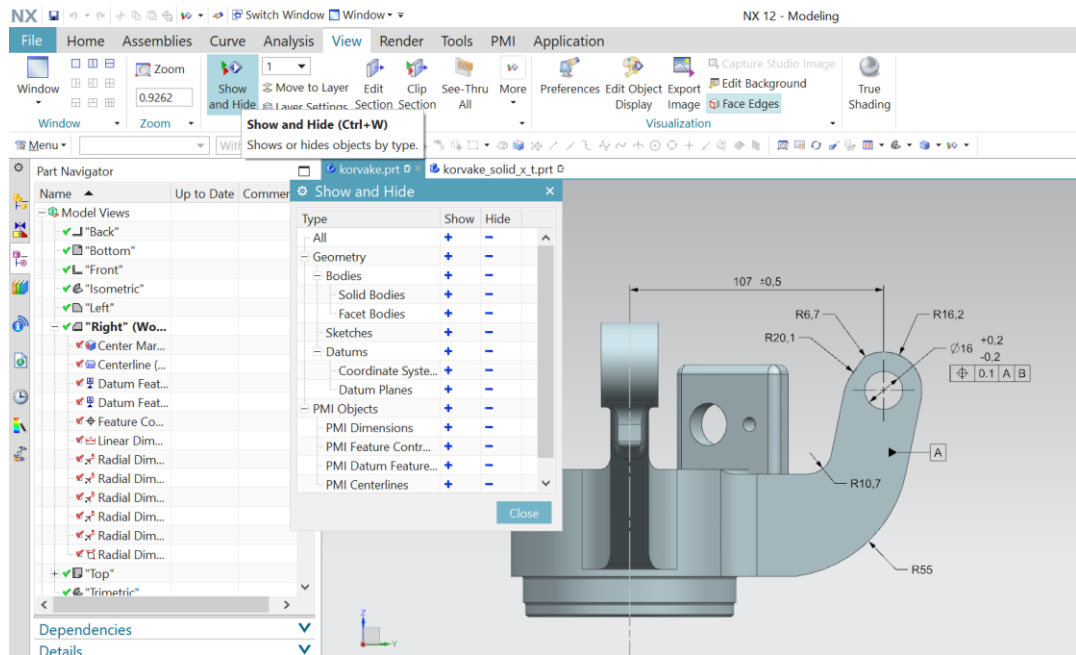 NX Switch Window Window NX 12 - Modeling
File Home Assemblies Curve Analysis View Render Tools PMI Application
Window
Zoom
0.9262
Show and Hide
1
Move to Layer
Layer Settings
Edit Section
Clip Section
See-Thru All
More
Preferences
Edit Object Display
Export Image
Capture Studio Image
Edit Background
Face Edges
True Shading
Window Zoom Visualization
Show and Hide (Ctrl+W)
Shows or hides objects by type.
Menu
Part Navigator
korvake.prt korvake_solid_x_t.prt
Name Up to Date Commer
Model Views
"Back"
"Bottom"
"Front"
"Isometric"
"Left"
"Right" (Wo...
Center Mar...
Centerline (...
Datum Feat...
Datum Feat...
Feature Co...
Linear Dim...
Radial Dim...
Radial Dim...
Radial Dim...
Radial Dim...
Radial Dim...
Radial Dim...
"Top"
"Trimetric"
Dependencies
Details
Show and Hide
Type Show Hide
All
Geometry
Bodies
Solid Bodies
Facet Bodies
Sketches
Datums
Coordinate Syste...
Datum Planes
PMI Objects
PMI Dimensions
PMI Feature Contr...
PMI Datum Feature...
PMI Centerlines
Close
107 ±0,5
R6,7
R16,2
R20,1
∅16 +0,2
-0,2
⌖ 0.1 A B
A
R10,7
R55
Z
Y